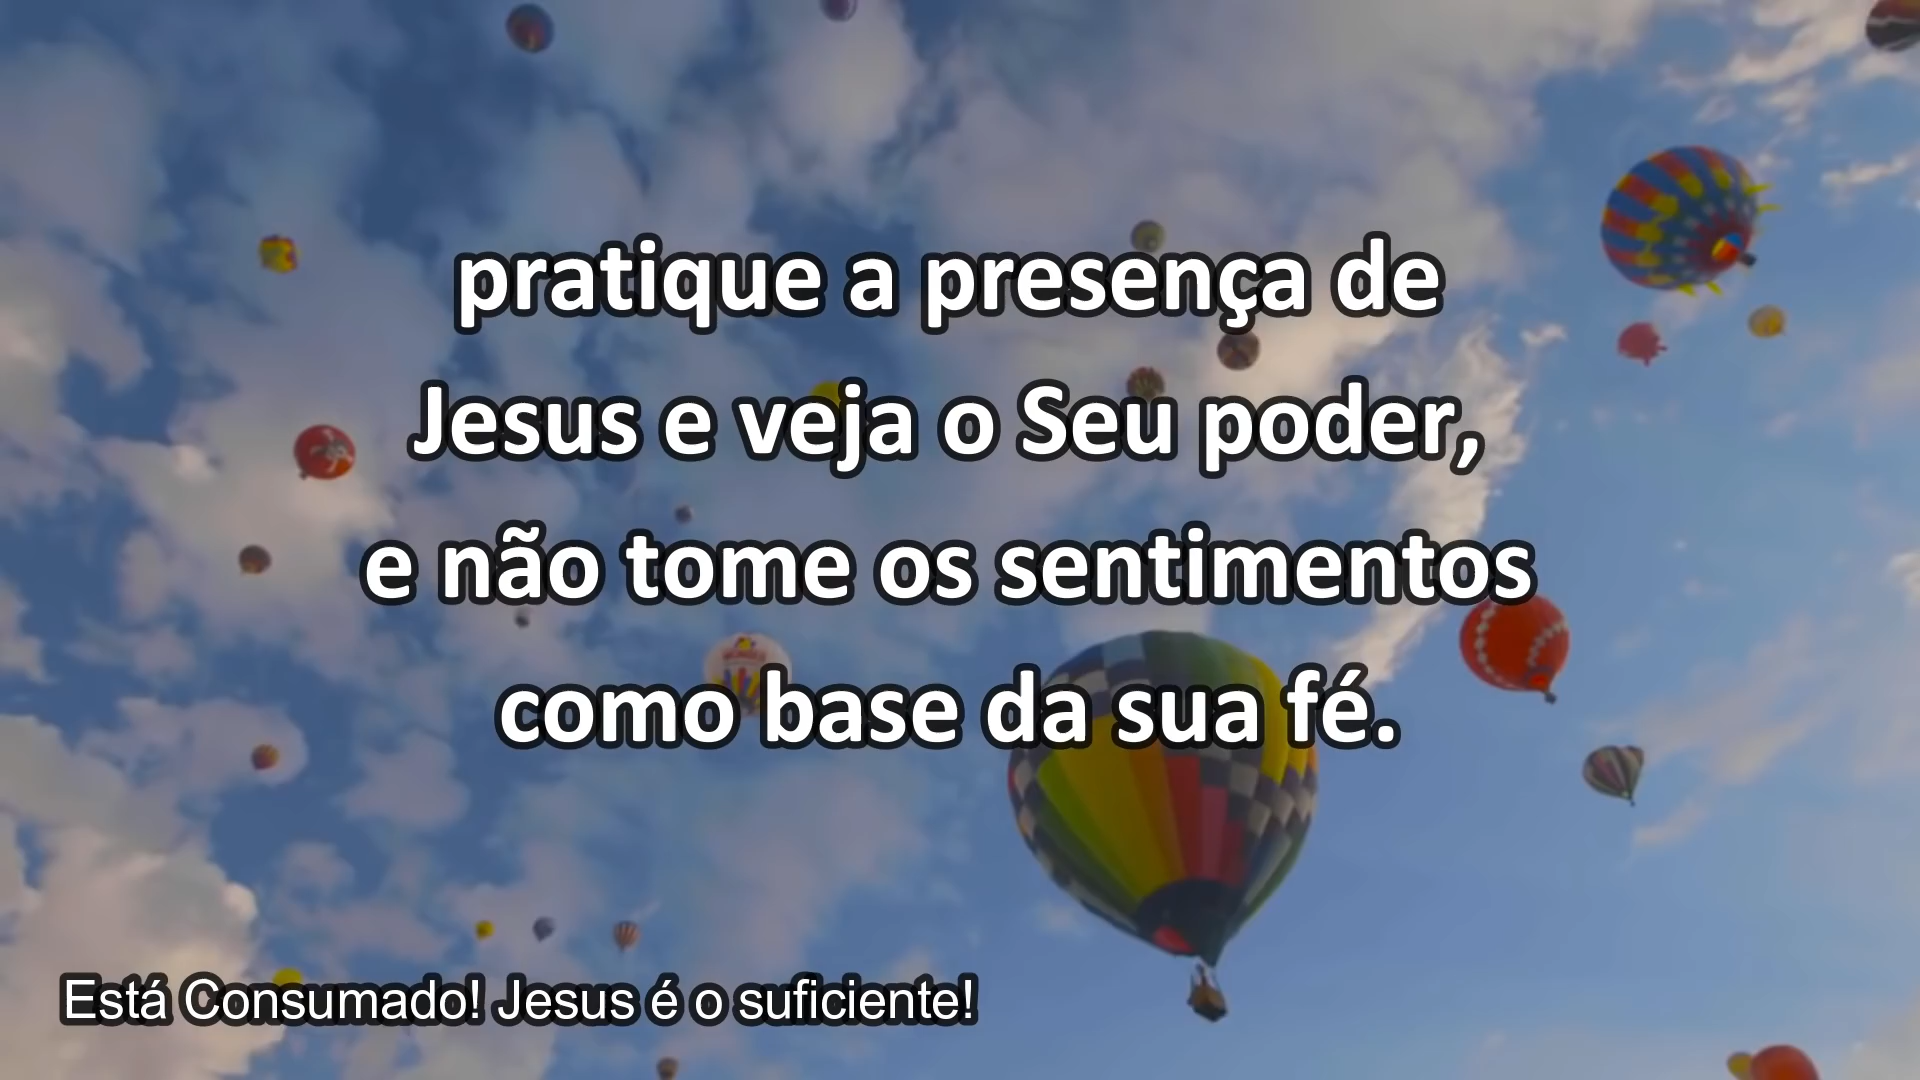 pratique a presença de
Jesus e veja o Seu poder,
e não tome os sentimentos
como base da sua fé.
Está Consumado! Jesus é o suficiente!